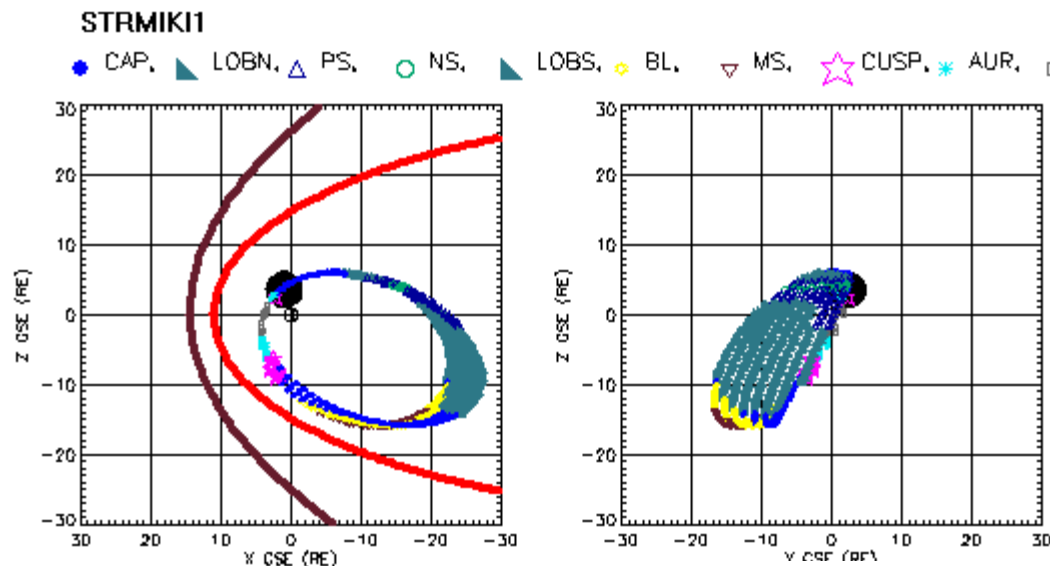 STRMIKI1
CAP. LOBN. PS. NS. LOBS. BL. MS. CUSP. AUR.
30 30
20 20
10 10
0 0
-10 -10
-20 -20
-30 -30
Z GSE (RE) Z GSE (RE)
30 20 10 0 -10 -20 -30 -30 -20 -10 0 10 20 30
X GSE (RE) Y GSE (RE)